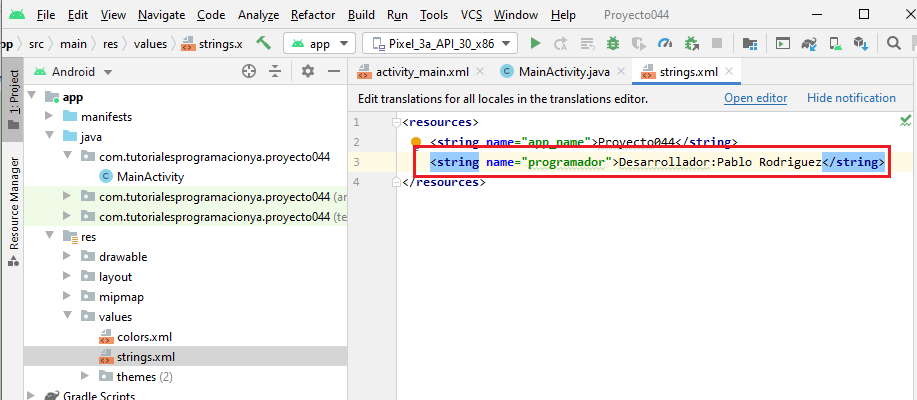 File Edit View Navigate Code Analyze Refactor Build Run Tools VCS Window Help Proyecto044
pp src main res values strings.x app Pixel_3a_API_30_x86
1: Project
Resource Manager
Android
app
manifests
java
com.tutorialesprogramacionya.proyecto044
MainActivity
com.tutorialesprogramacionya.proyecto044 (ar
com.tutorialesprogramacionya.proyecto044 (te
res
drawable
layout
mipmap
values
colors.xml
strings.xml
themes (2)
Gradle Scripts
activity_main.xml MainActivity.java strings.xml
Edit translations for all locales in the translations editor. Open editor Hide notification
1 <resources>
2 <string name="app_name">Proyecto044</string>
3 <string name="programador">Desarrollador:Pablo Rodriguez</string>
4 </resources>